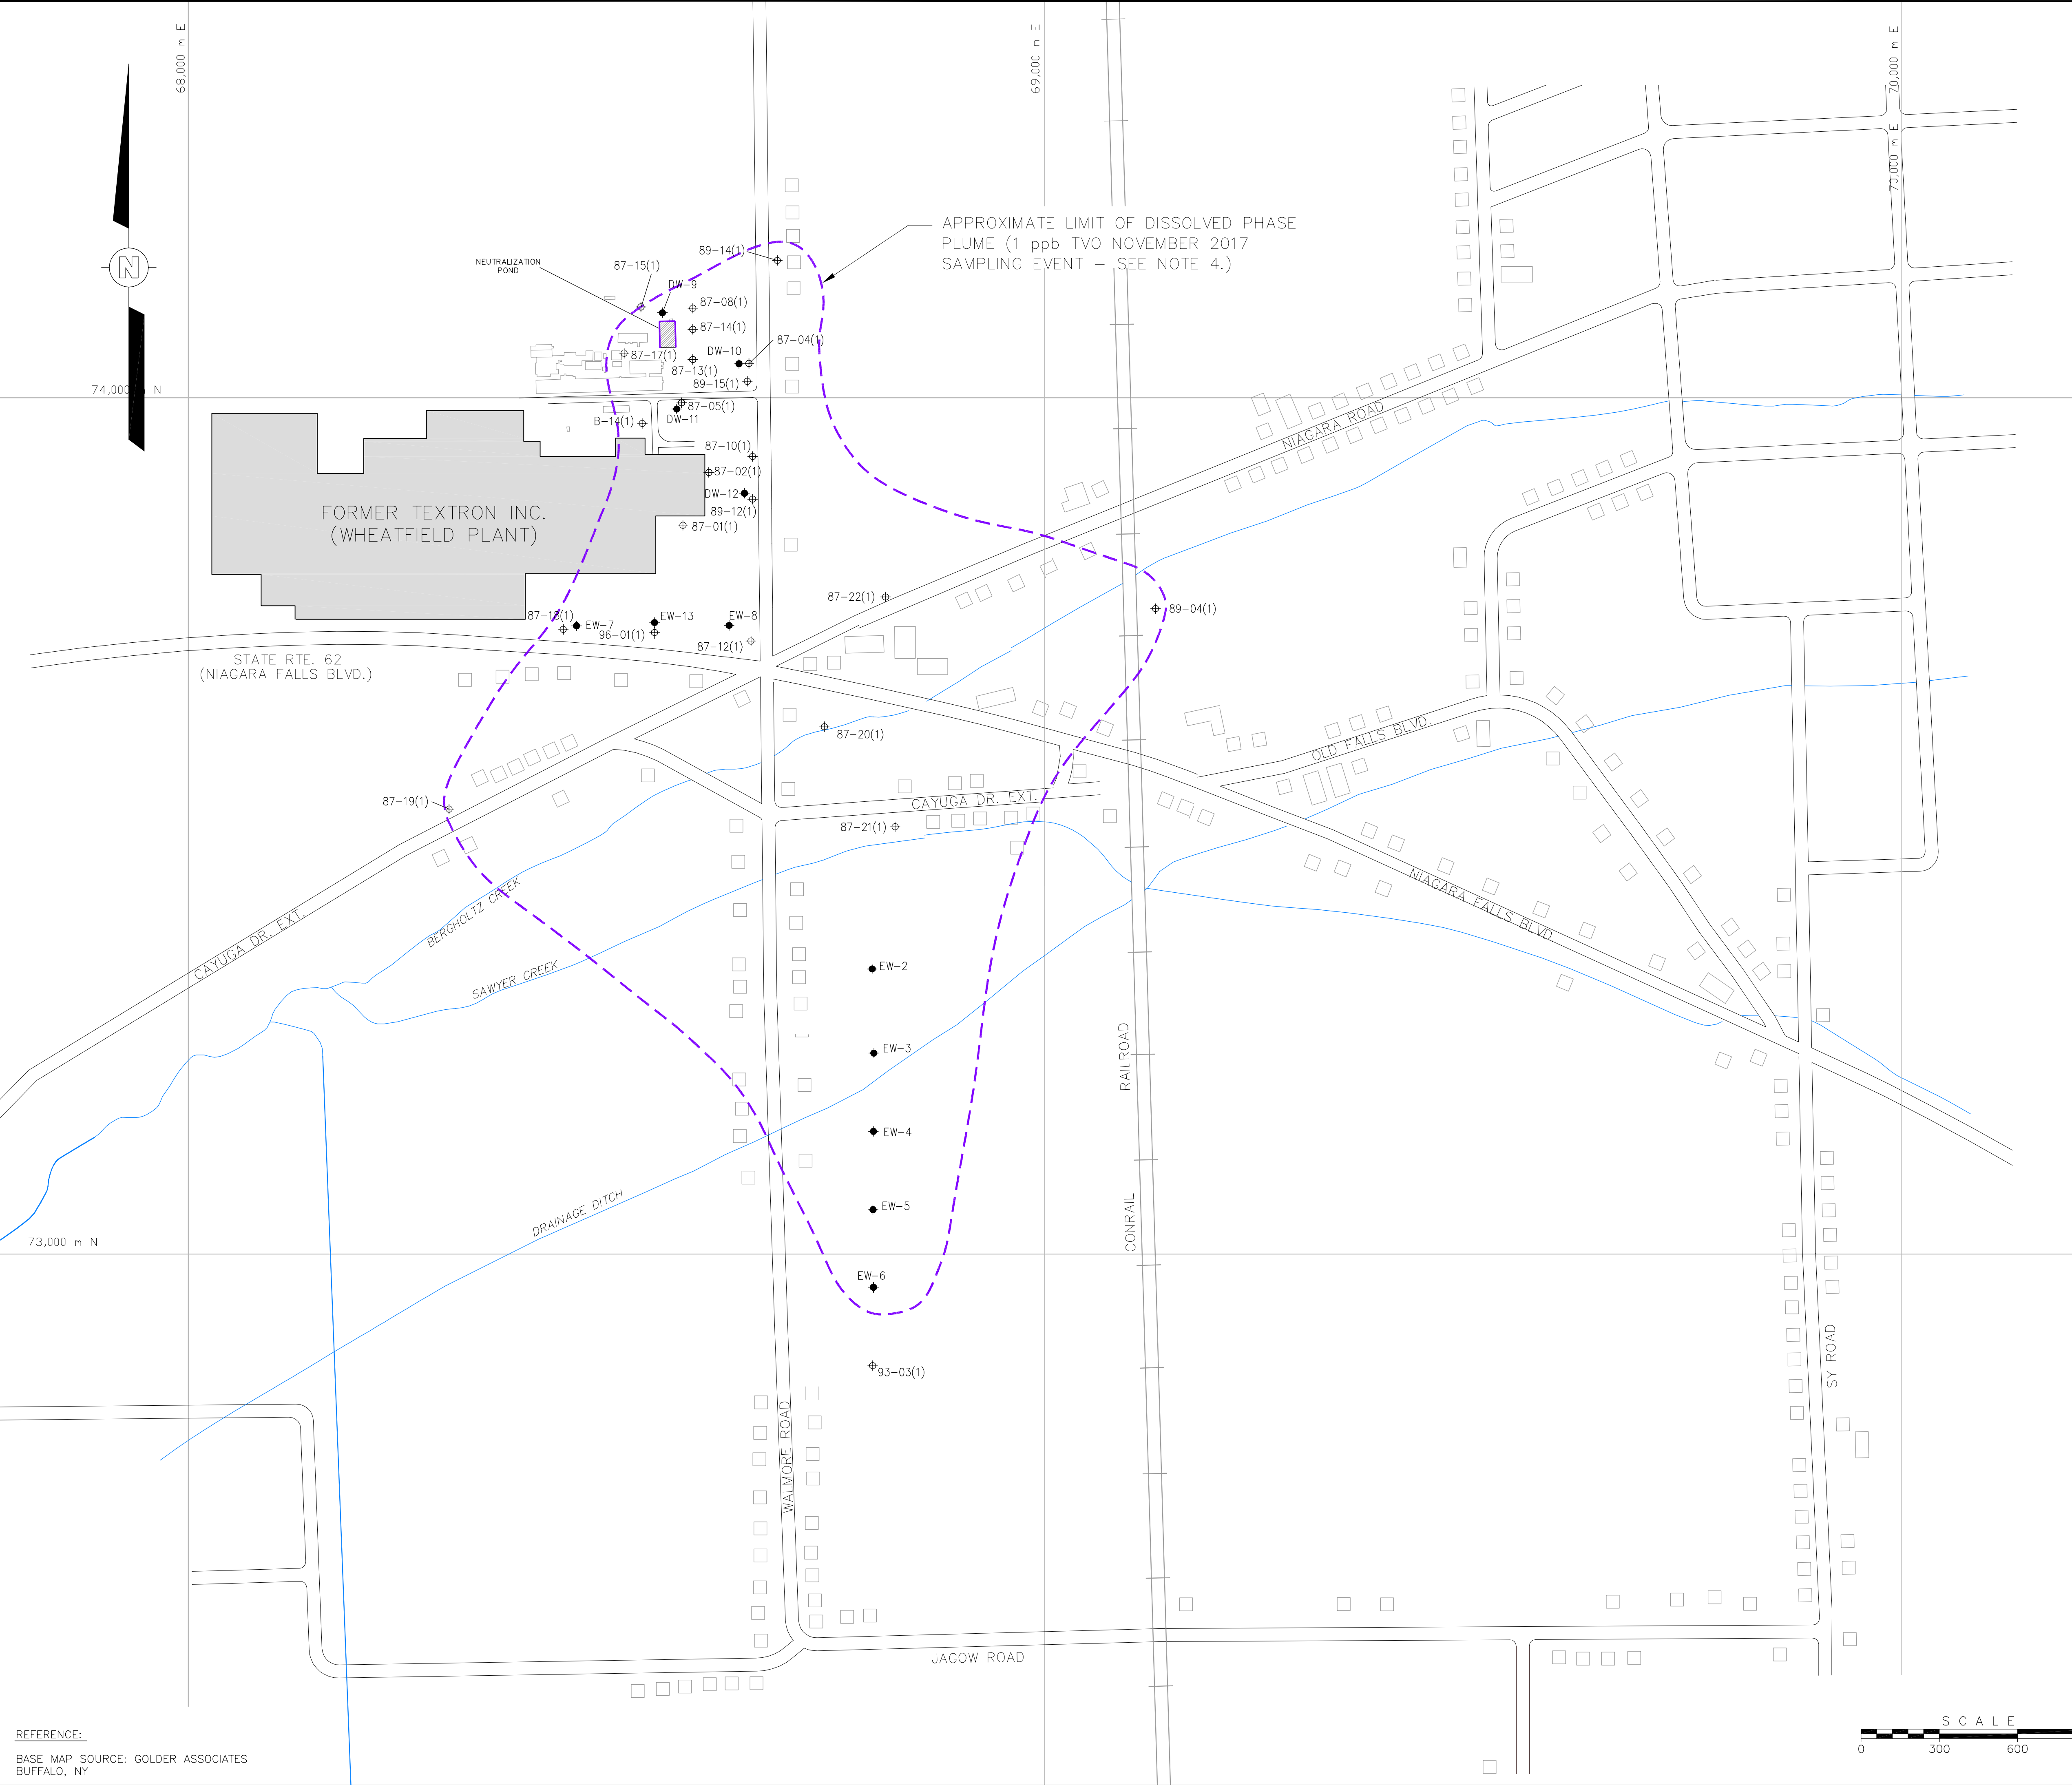 68,000 m E
69,000 m E
70,000 m E
70,000 m E
APPROXIMATE LIMIT OF DISSOLVED PHASE
PLUME (1 ppb TVO NOVEMBER 2017
SAMPLING EVENT – SEE NOTE 4.)
N
89-14(1)
NEUTRALIZATION
POND
87-15(1)
DW-9
87-08(1)
87-14(1)
87-04(1)
DW-10
87-17(1)
87-13(1)
89-15(1)
74,000 N
87-05(1)
DW-11
B-14(1)
87-10(1)
87-02(1)
DW-12
89-12(1)
87-01(1)
FORMER TEXTRON INC.
(WHEATFIELD PLANT)
NIAGARA ROAD
87-22(1)
89-04(1)
87-18(1)
EW-7
EW-13
EW-8
96-01(1)
87-12(1)
STATE RTE. 62
(NIAGARA FALLS BLVD.)
87-20(1)
OLD FALLS BLVD.
87-19(1)
CAYUGA DR. EXT.
87-21(1)
NIAGARA FALLS BLVD
BERGHOLTZ CREEK
CAYUGA DR. EXT.
SAWYER CREEK
EW-2
EW-3
RAILROAD
EW-4
DRAINAGE DITCH
EW-5
CONRAIL
73,000 m N
EW-6
93-03(1)
SY ROAD
WALMORE ROAD
JAGOW ROAD
REFERENCE:
BASE MAP SOURCE: GOLDER ASSOCIATES
BUFFALO, NY
SCALE
0 300 600